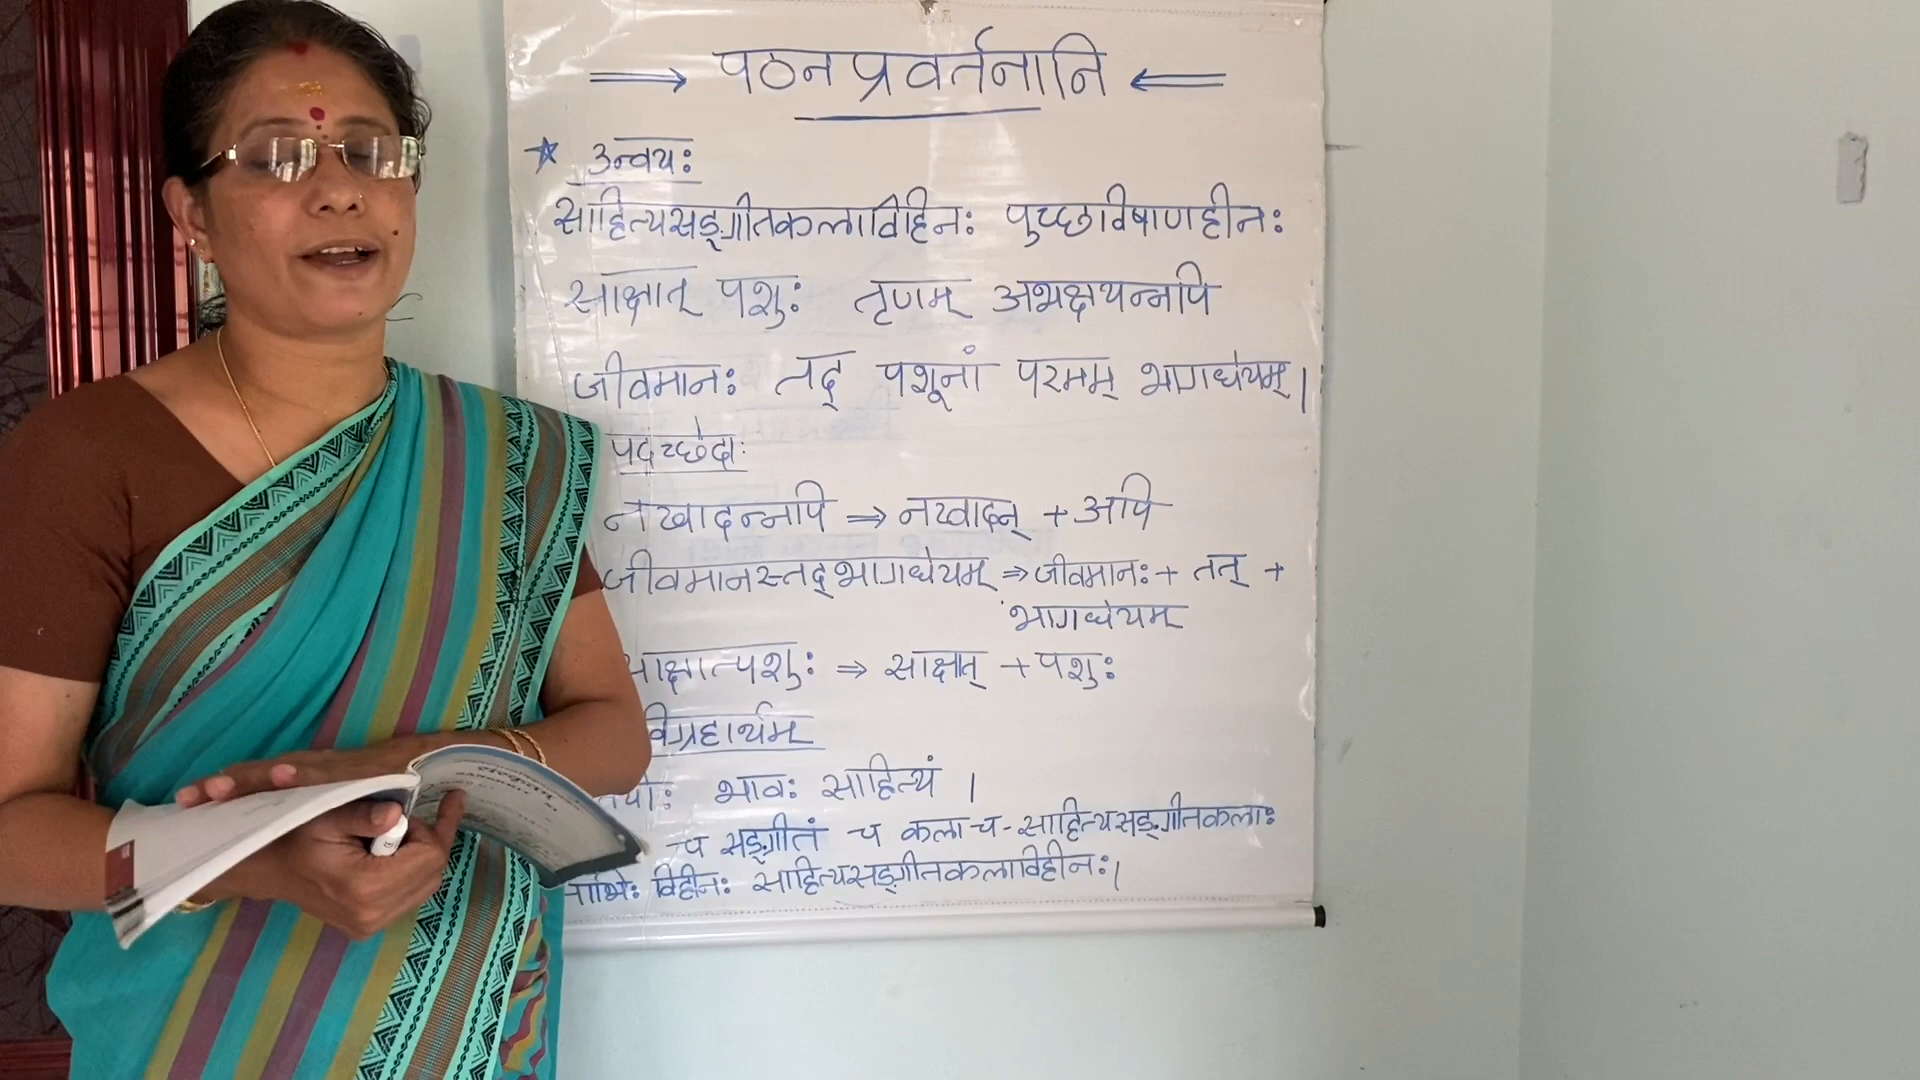 पठनप्रवर्तनानि
अन्वयः
साहित्यसङ्गीतकलाविहिनः पुच्छविषाणहीनः
साक्षात् पशुः तृणम् अभक्षयन्नपि
जीवमानः तद् पशूनां परमम् भागधेयम् ।
पदच्छेदाः
नखादन्नपि ⇒ नखादन् + अपि
जीवमानस्तद्भागधेयम् ⇒ जीवमानः + तत् +
भागधेयम्
साक्षात्पशुः ⇒ साक्षात् + पशुः
विग्रहार्थम्
भावः साहित्यं ।
च सङ्गीतं च कला च - साहित्यसङ्गीतकलाः
विहीनः साहित्यसङ्गीतकलाविहीनः ।